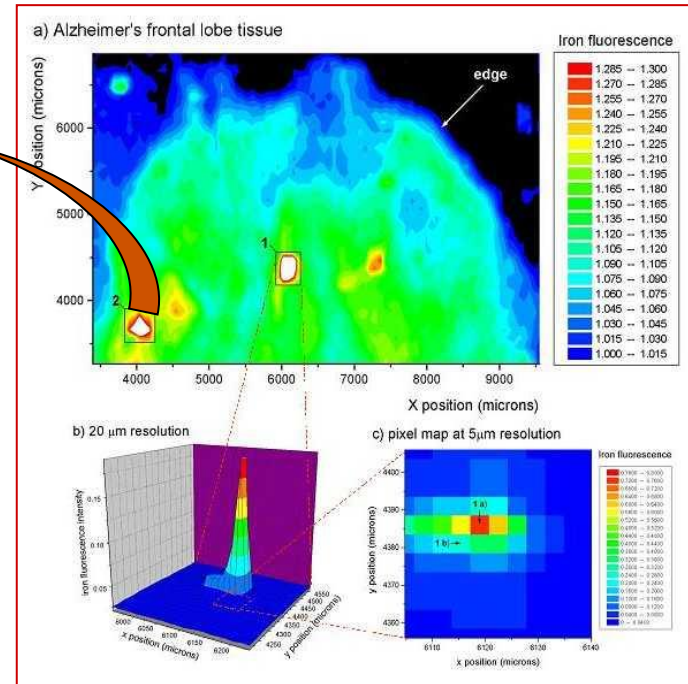 a) Alzheimer's frontal lobe tissue
Iron fluorescence
1.285 -- 1.300
1.270 -- 1.285
1.255 -- 1.270
1.240 -- 1.255
1.225 -- 1.240
1.210 -- 1.225
1.195 -- 1.210
1.180 -- 1.195
1.165 -- 1.180
1.150 -- 1.165
1.135 -- 1.150
1.120 -- 1.135
1.105 -- 1.120
1.090 -- 1.105
1.075 -- 1.090
1.060 -- 1.075
1.045 -- 1.060
1.030 -- 1.045
1.015 -- 1.030
1.000 -- 1.015
edge
1
2
Y position (microns)
6000
5000
4000
4000
5000
6000
7000
8000
9000
X position (microns)
b) 20 μm resolution
Iron fluorescence intensity
0.15
0.10
0.05
6000
6050
6100
6150
6200
x position (microns)
4250
4300
4350
4400
4450
4500
4550
y position (microns)
c) pixel map at 5μm resolution
Iron fluorescence
y position (microns)
4400
4390
4380
4370
4360
1 a)
1 b)
6110
6120
6130
6140
x position (microns)